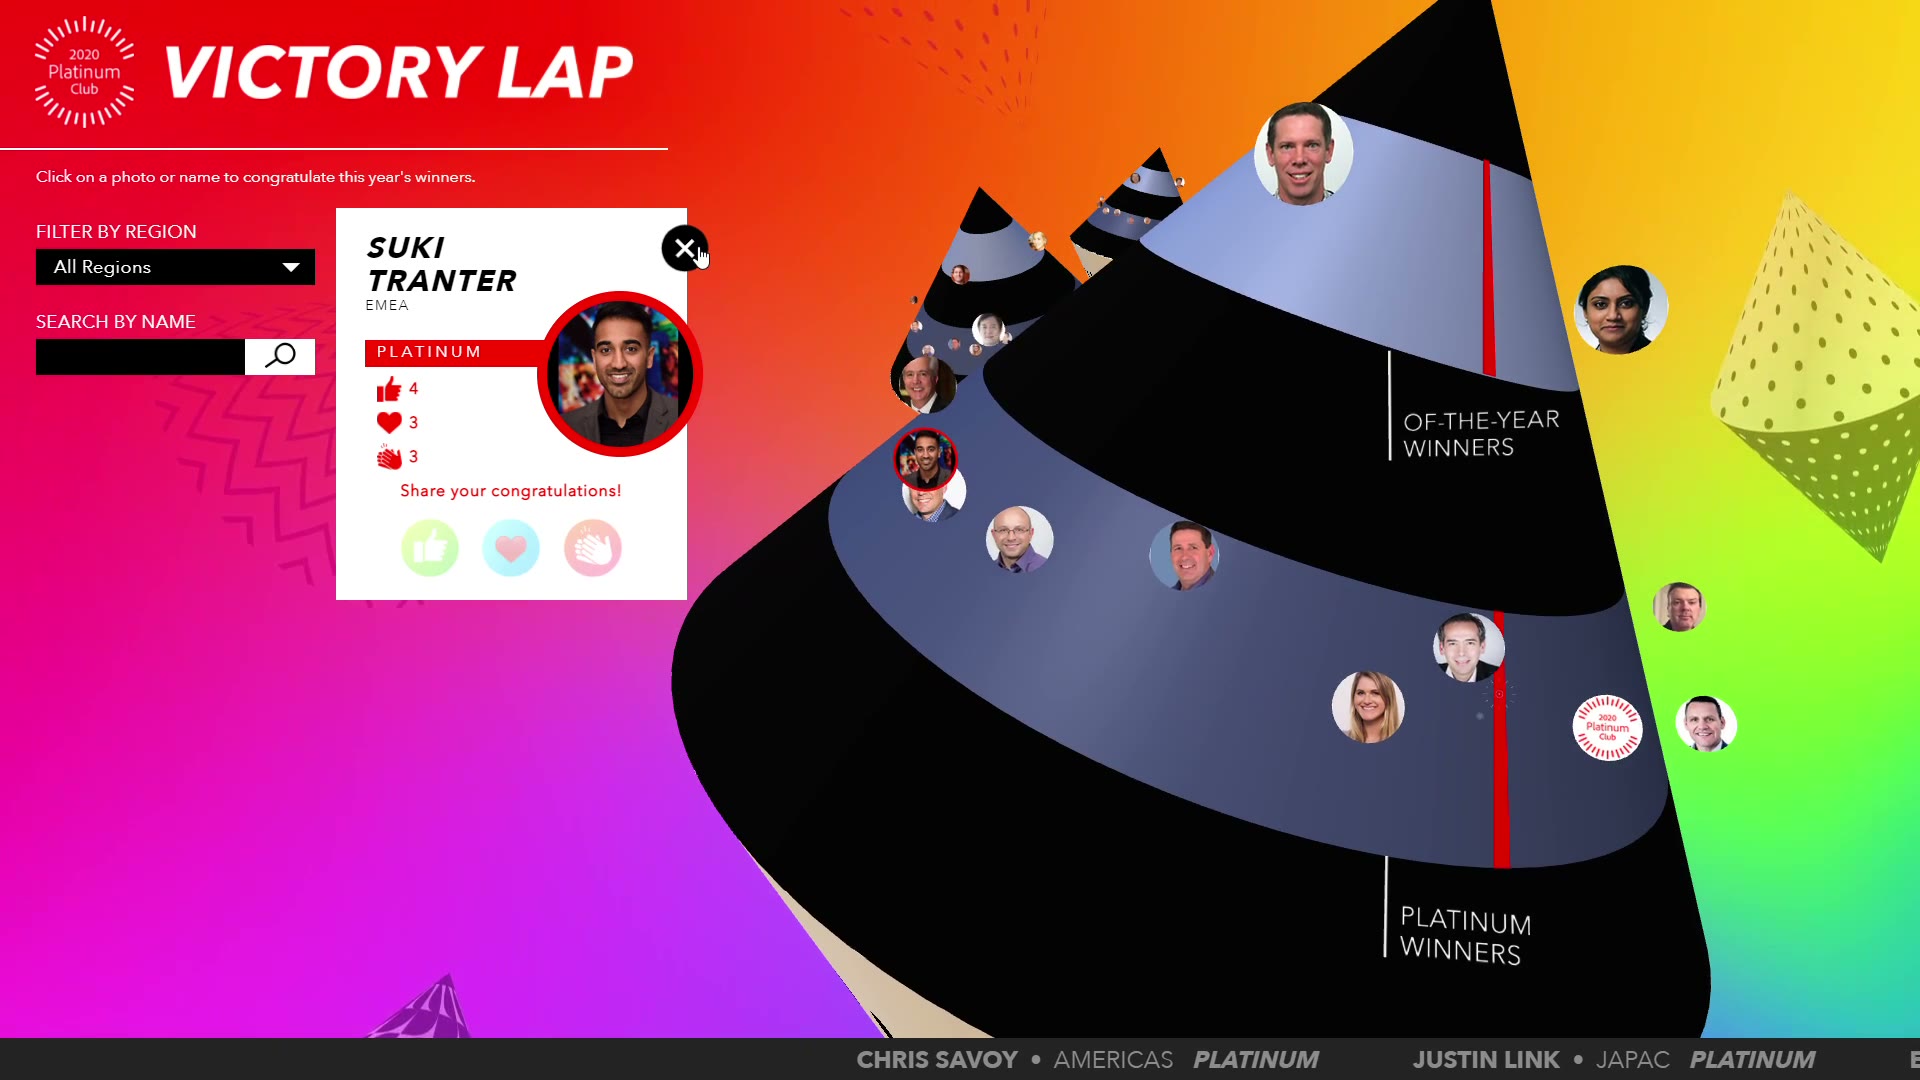 2020
Platinum
Club
VICTORY LAP
Click on a photo or name to congratulate this year's winners.
FILTER BY REGION
All Regions
SEARCH BY NAME
SUKI
TRANTER
EMEA
PLATINUM
4
3
3
Share your congratulations!
OF-THE-YEAR
WINNERS
2020
Platinum
Club
PLATINUM
WINNERS
CHRIS SAVOY • AMERICAS PLATINUM JUSTIN LINK • JAPAC PLATINUM